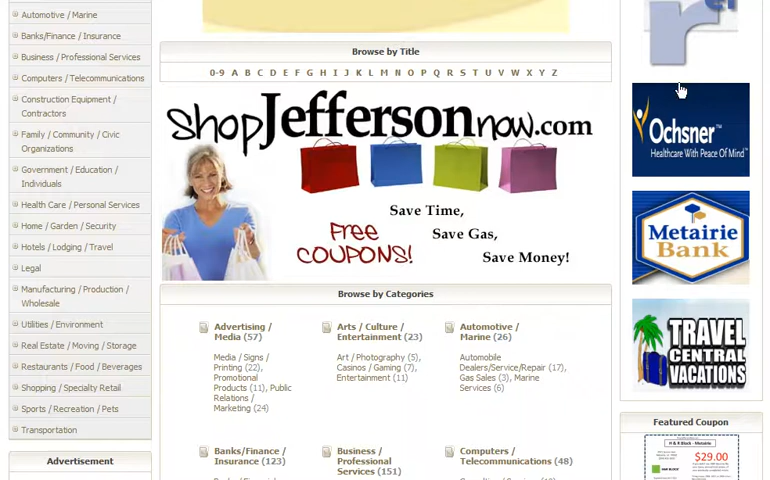 Automotive / Marine
Banks/Finance / Insurance
Business / Professional Services
Computers / Telecommunications
Construction Equipment /
Contractors
Family / Community / Civic
Organizations
Government / Education /
Individuals
Health Care / Personal Services
Home / Garden / Security
Hotels / Lodging / Travel
Legal
Manufacturing / Production /
Wholesale
Utilities / Environment
Real Estate / Moving / Storage
Restaurants / Food / Beverages
Shopping / Specialty Retail
Sports / Recreation / Pets
Transportation
Advertisement
Browse by Title
0-9 A B C D E F G H I J K L M N O P Q R S T U V W X Y Z
shopJeffersonnow.com
Save Time,
Save Gas,
Save Money!
FREE
COUPONS!
Browse by Categories
Advertising /
Media (57)
Media / Signs /
Printing (22),
Promotional
Products (11), Public
Relations /
Marketing (24)
Arts / Culture /
Entertainment (23)
Art / Photography (5),
Casinos / Gaming (7),
Entertainment (11)
Automotive /
Marine (26)
Automobile
Dealers/Service/Repair (17),
Gas Sales (3), Marine
Services (6)
Banks/Finance /
Insurance (123)
Business /
Professional
Services (151)
Computers /
Telecommunications (48)
Ochsner™
Healthcare With Peace Of Mind™
Metairie
Bank
TRAVEL
CENTRAL
VACATIONS
Featured Coupon
H & R Block - Metairie
$29.00
H&R BLOCK